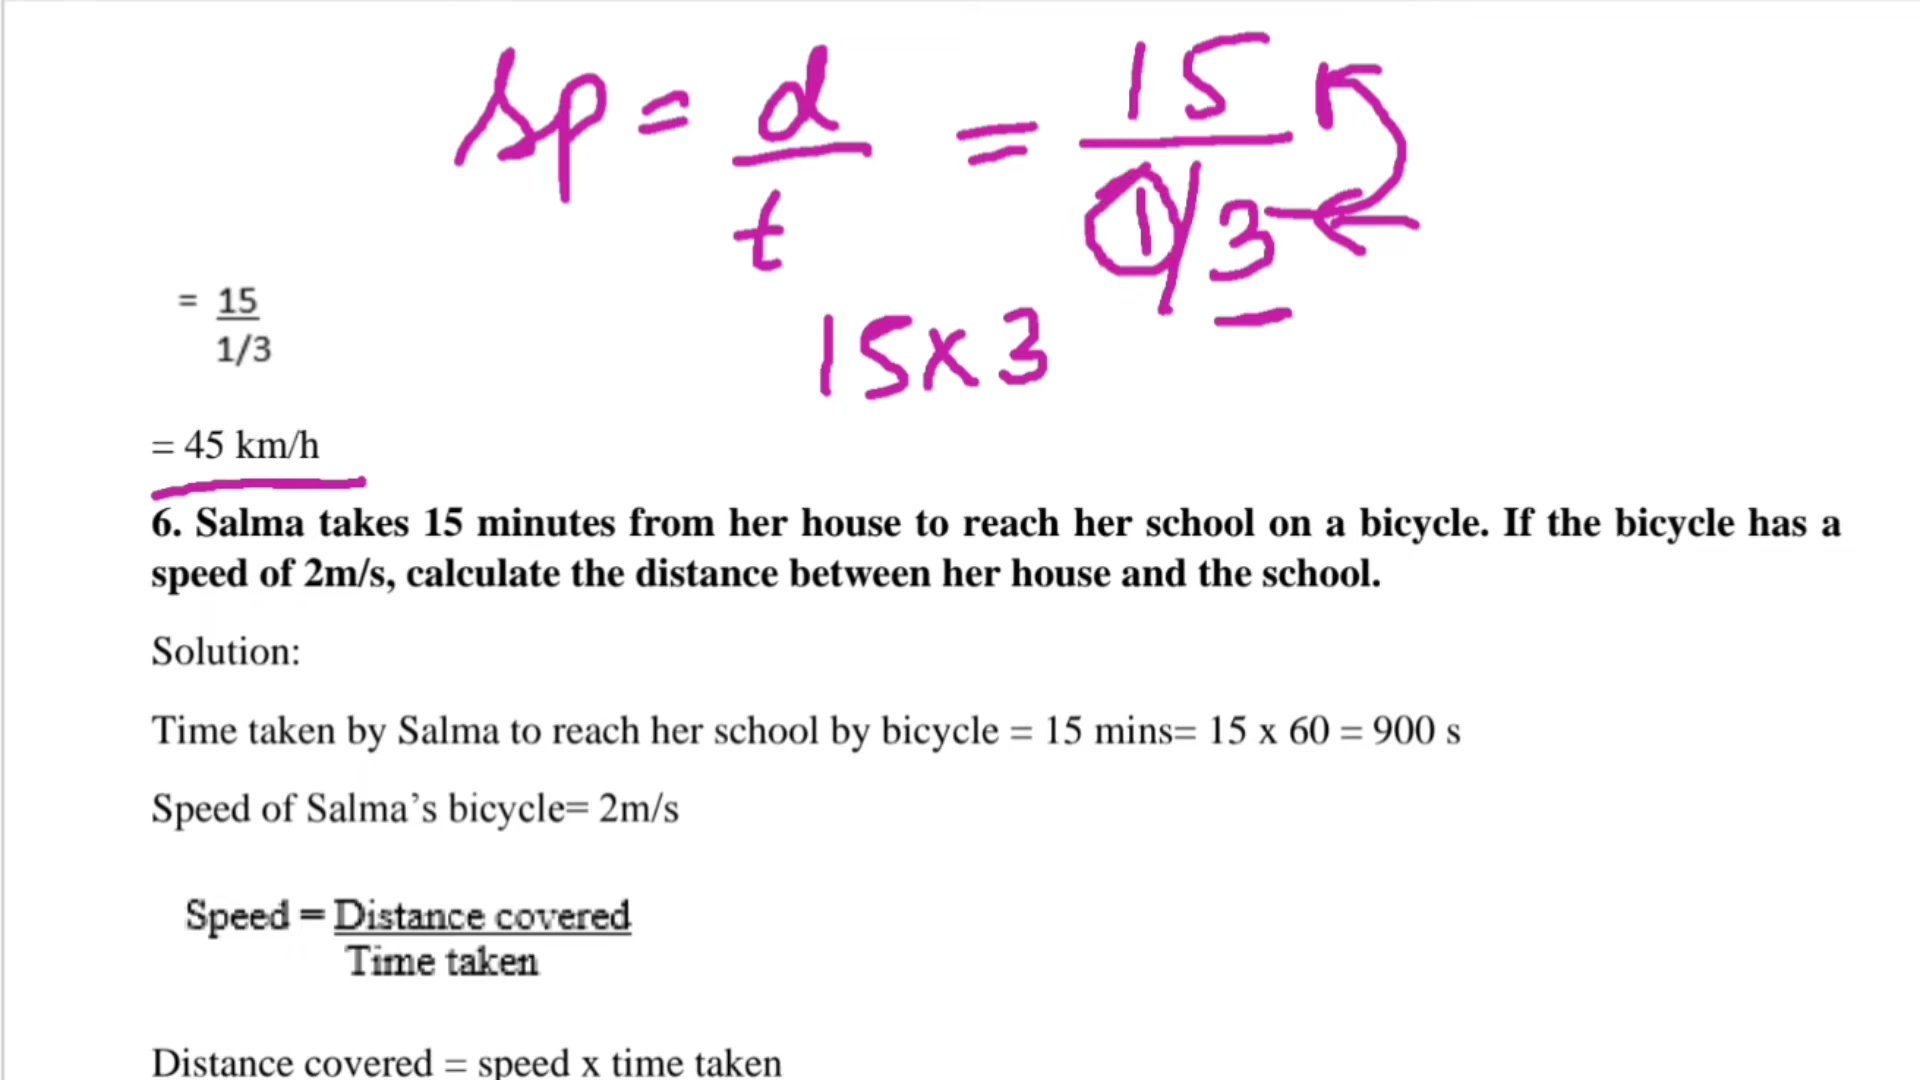 Sp = d/t = 15/(1/3)
15x3
= 15
1/3
= 45 km/h
6. Salma takes 15 minutes from her house to reach her school on a bicycle. If the bicycle has a
speed of 2m/s, calculate the distance between her house and the school.
Solution:
Time taken by Salma to reach her school by bicycle = 15 mins= 15 x 60 = 900 s
Speed of Salma’s bicycle= 2m/s
Speed = Distance covered
Time taken
Distance covered = speed x time taken